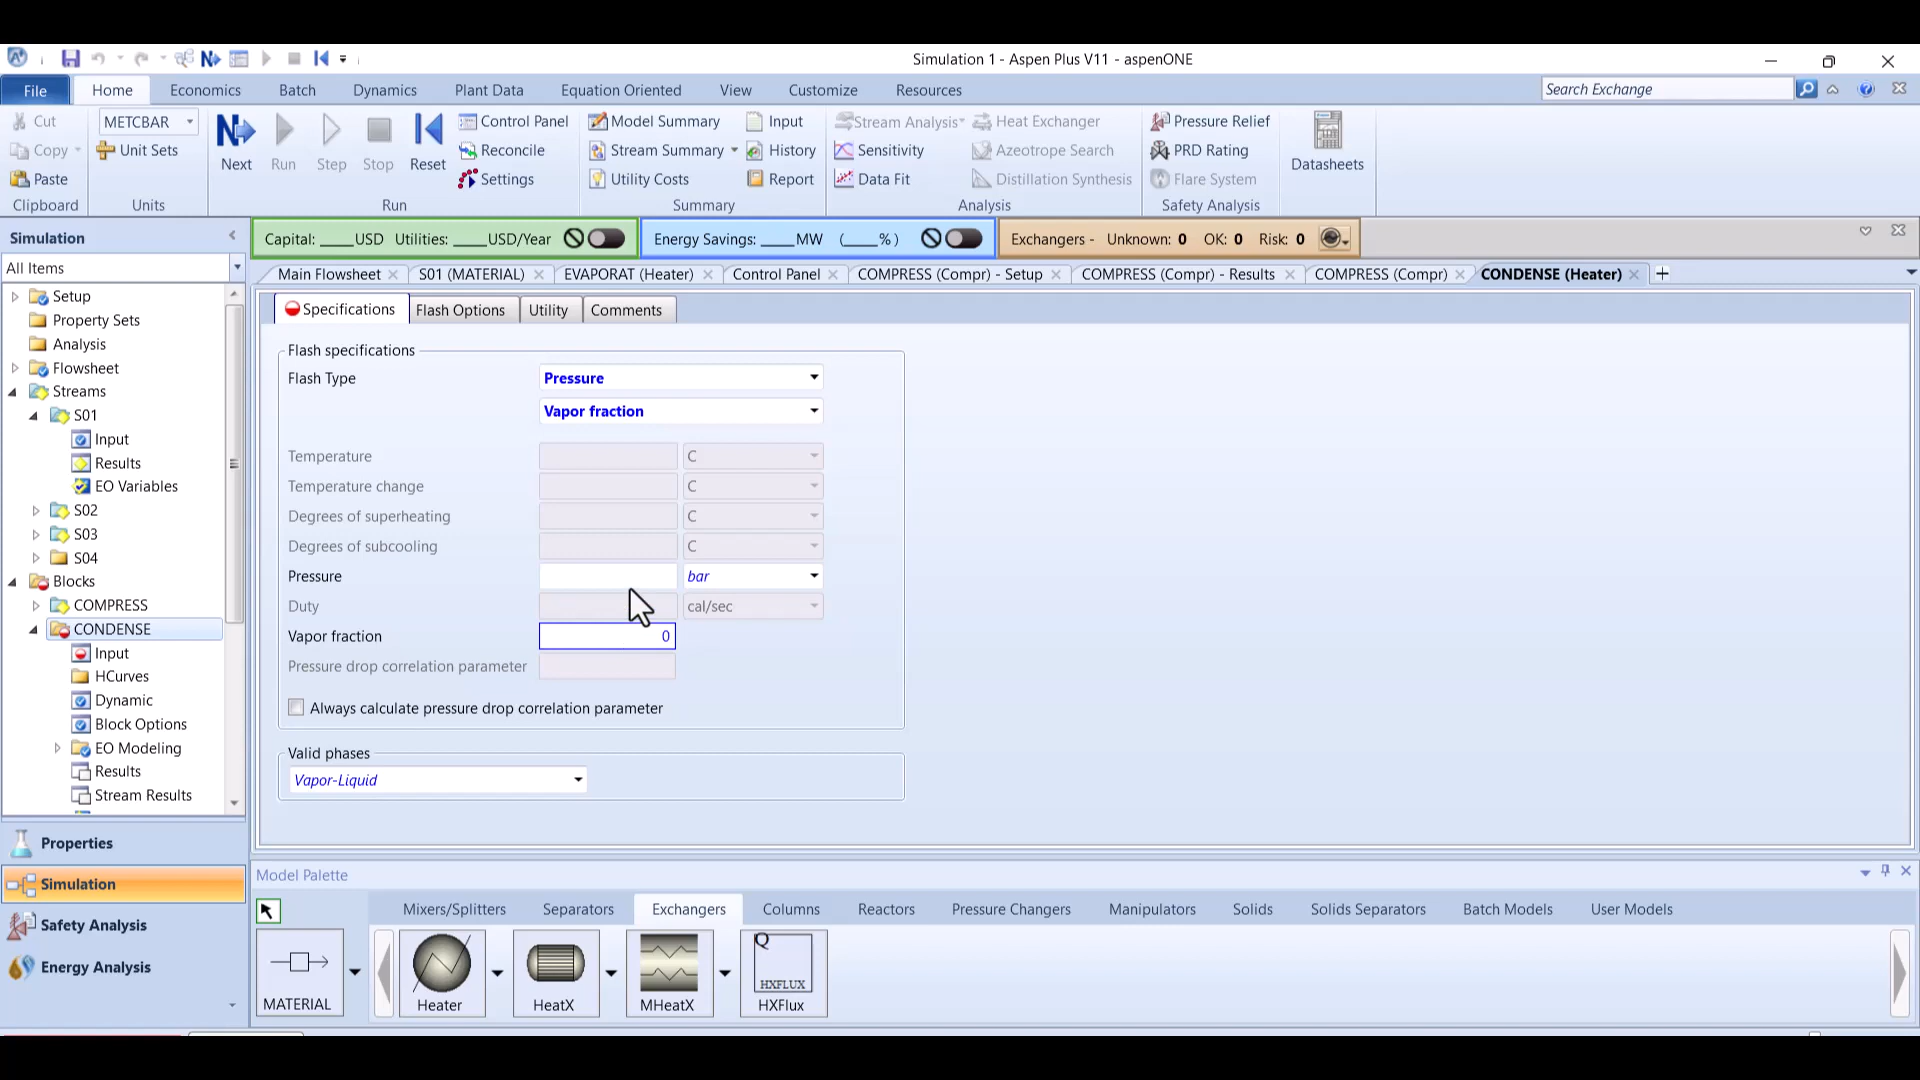 Simulation 1 - Aspen Plus V11 - aspenONE
File Home Economics Batch Dynamics Plant Data Equation Oriented View Customize Resources Search Exchange
Cut METCBAR Control Panel Model Summary Input Stream Analysis Heat Exchanger Pressure Relief
Copy Unit Sets Next Run Step Stop Reset Reconcile Stream Summary History Sensitivity Azeotrope Search PRD Rating Datasheets
Paste Settings Utility Costs Report Data Fit Distillation Synthesis Flare System
Clipboard Units Run Summary Analysis Safety Analysis
Simulation Capital: ____USD Utilities: ____USD/Year Energy Savings: ____MW (____%) Exchangers - Unknown: 0 OK: 0 Risk: 0
All Items Main Flowsheet S01 (MATERIAL) EVAPORAT (Heater) Control Panel COMPRESS (Compr) - Setup COMPRESS (Compr) - Results COMPRESS (Compr) CONDENSE (Heater)
Setup
Property Sets
Analysis
Flowsheet
Streams
S01
Input
Results
EO Variables
S02
S03
S04
Blocks
COMPRESS
CONDENSE
Input
HCurves
Dynamic
Block Options
EO Modeling
Results
Stream Results
Properties
Simulation
Safety Analysis
Energy Analysis
Specifications Flash Options Utility Comments
Flash specifications
Flash Type Pressure
Vapor fraction
Temperature C
Temperature change C
Degrees of superheating C
Degrees of subcooling C
Pressure bar
Duty cal/sec
Vapor fraction 0
Pressure drop correlation parameter
Always calculate pressure drop correlation parameter
Valid phases
Vapor-Liquid
Model Palette
Mixers/Splitters Separators Exchangers Columns Reactors Pressure Changers Manipulators Solids Solids Separators Batch Models User Models
Q
HXFLUX
MATERIAL Heater HeatX MHeatX HXFlux